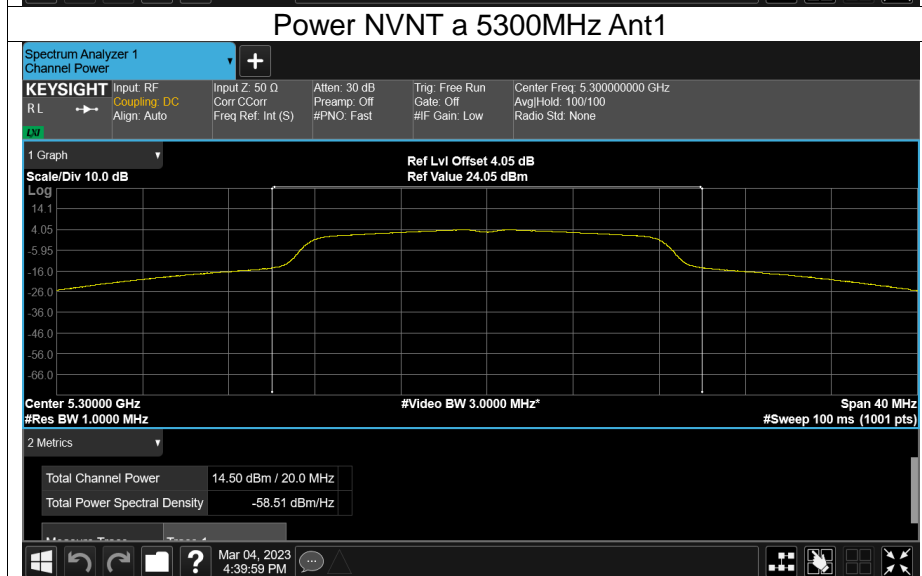 Power NVNT a 5300MHz Ant1
Spectrum Analyzer 1
Channel Power
+
KEYSIGHT Input: RF Input Z: 50 Ω Atten: 30 dB Trig: Free Run Center Freq: 5.300000000 GHz
R L Coupling: DC Corr CCorr Preamp: Off Gate: Off Avg|Hold: 100/100
Align: Auto Freq Ref: Int (S) #PNO: Fast #IF Gain: Low Radio Std: None
LXI
1 Graph Ref Lvl Offset 4.05 dB
Scale/Div 10.0 dB Ref Value 24.05 dBm
Log
14.1
4.05
-5.95
-16.0
-26.0
-36.0
-46.0
-56.0
-66.0
Center 5.30000 GHz #Video BW 3.0000 MHz* Span 40 MHz
#Res BW 1.0000 MHz #Sweep 100 ms (1001 pts)
2 Metrics
Total Channel Power 14.50 dBm / 20.0 MHz
Total Power Spectral Density -58.51 dBm/Hz
? Mar 04, 2023
4:39:59 PM